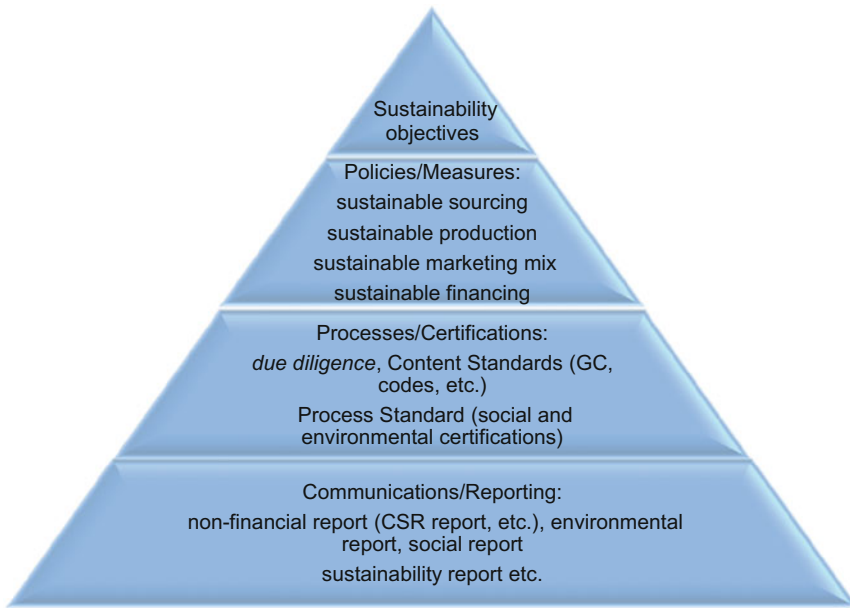 Sustainability
objectives
Policies/Measures:
sustainable sourcing
sustainable production
sustainable marketing mix
sustainable financing
Processes/Certifications:
due diligence, Content Standards (GC,
codes, etc.)
Process Standard (social and
environmental certifications)
Communications/Reporting:
non-financial report (CSR report, etc.), environmental
report, social report
sustainability report etc.